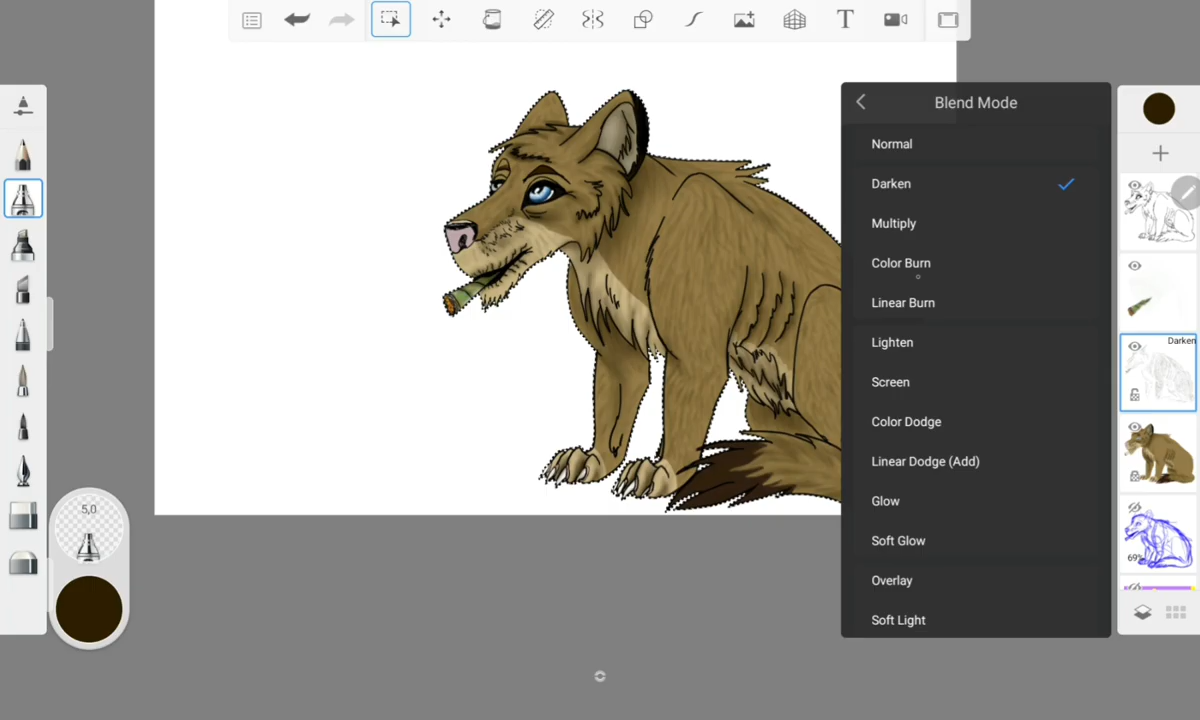 T
Blend Mode
Normal
Darken
Multiply
Color Burn
Linear Burn
Lighten
Screen
Color Dodge
Linear Dodge (Add)
Glow
Soft Glow
Overlay
Soft Light
Darken
69%
5,0